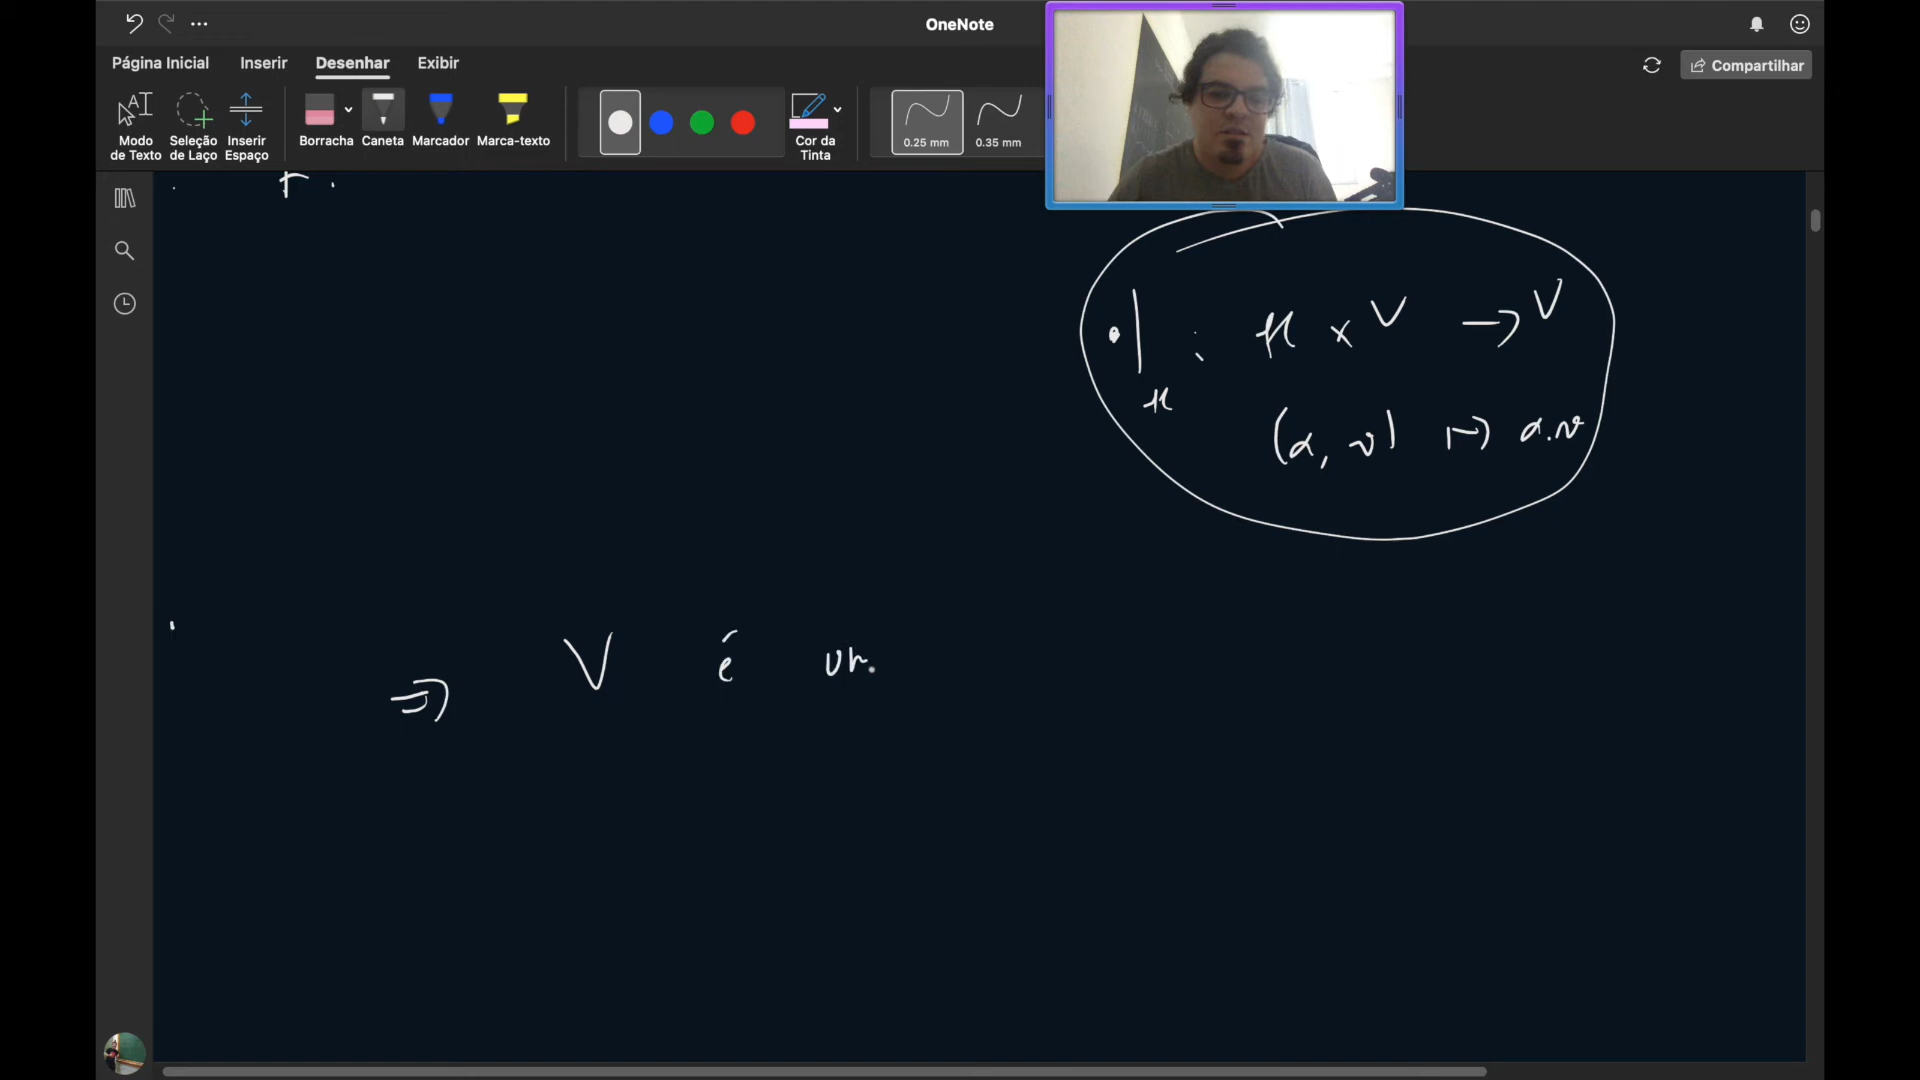 OneNote
Página Inicial Inserir Desenhar Exibir
Compartilhar
Modo de Texto
Seleção de Laço
Inserir Espaço
Borracha
Caneta
Marcador
Marca-texto
Cor da Tinta
0.25 mm
0.35 mm
F.
•| : K x V → V
K
(α, v) ↦ α.v
⇒ V é un